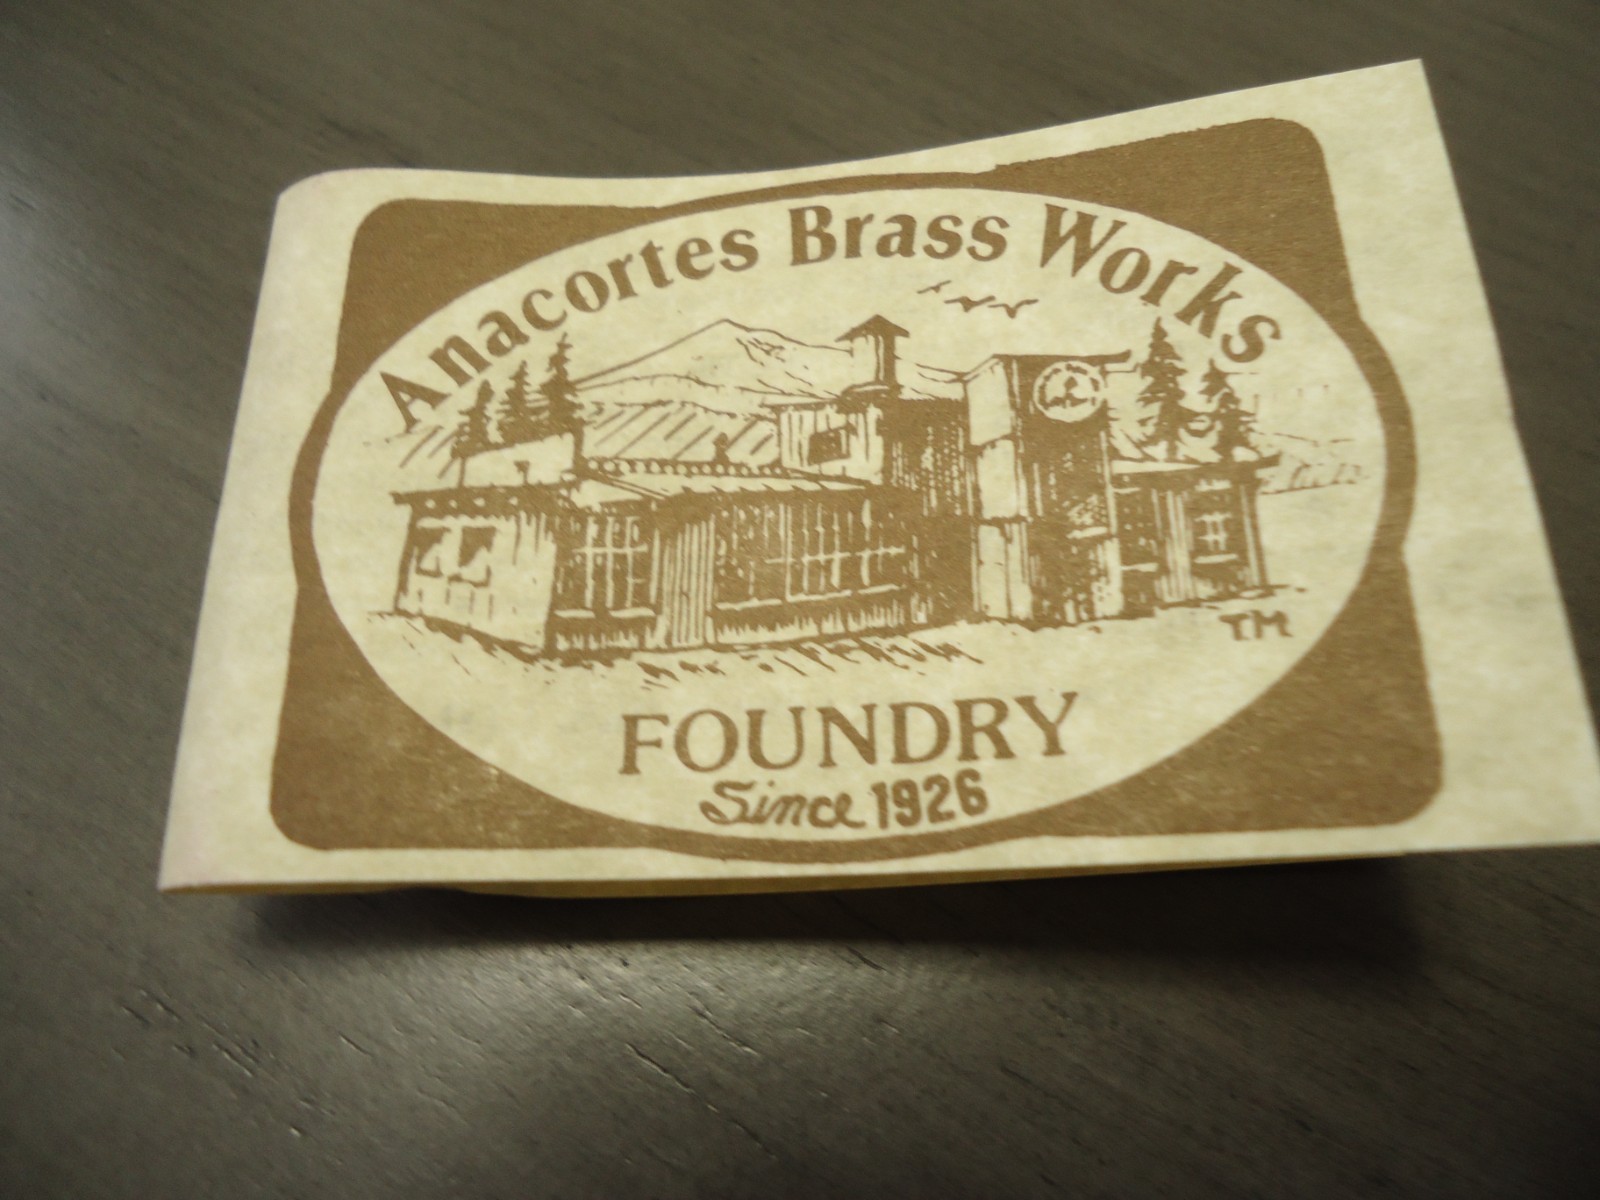 Anacortes Brass Works
TM
FOUNDRY
Since 1926